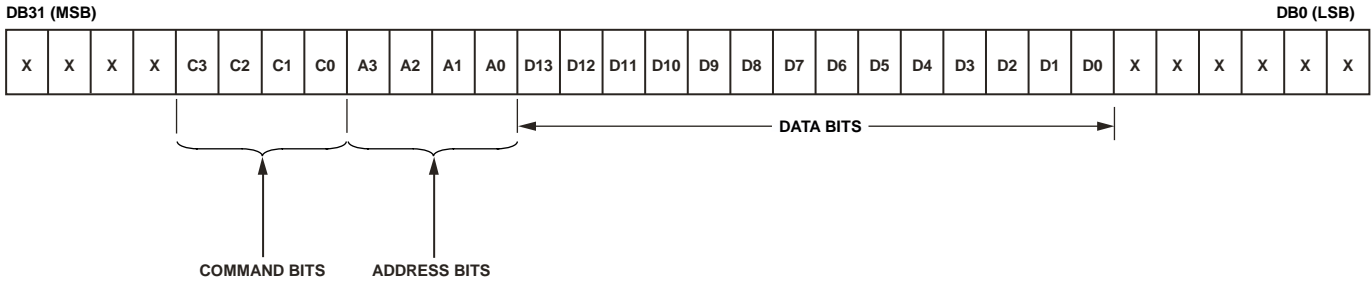 DB31 (MSB) DB0 (LSB)
X X X X C3 C2 C1 C0 A3 A2 A1 A0 D13 D12 D11 D10 D9 D8 D7 D6 D5 D4 D3 D2 D1 D0 X X X X X X
DATA BITS
COMMAND BITS ADDRESS BITS